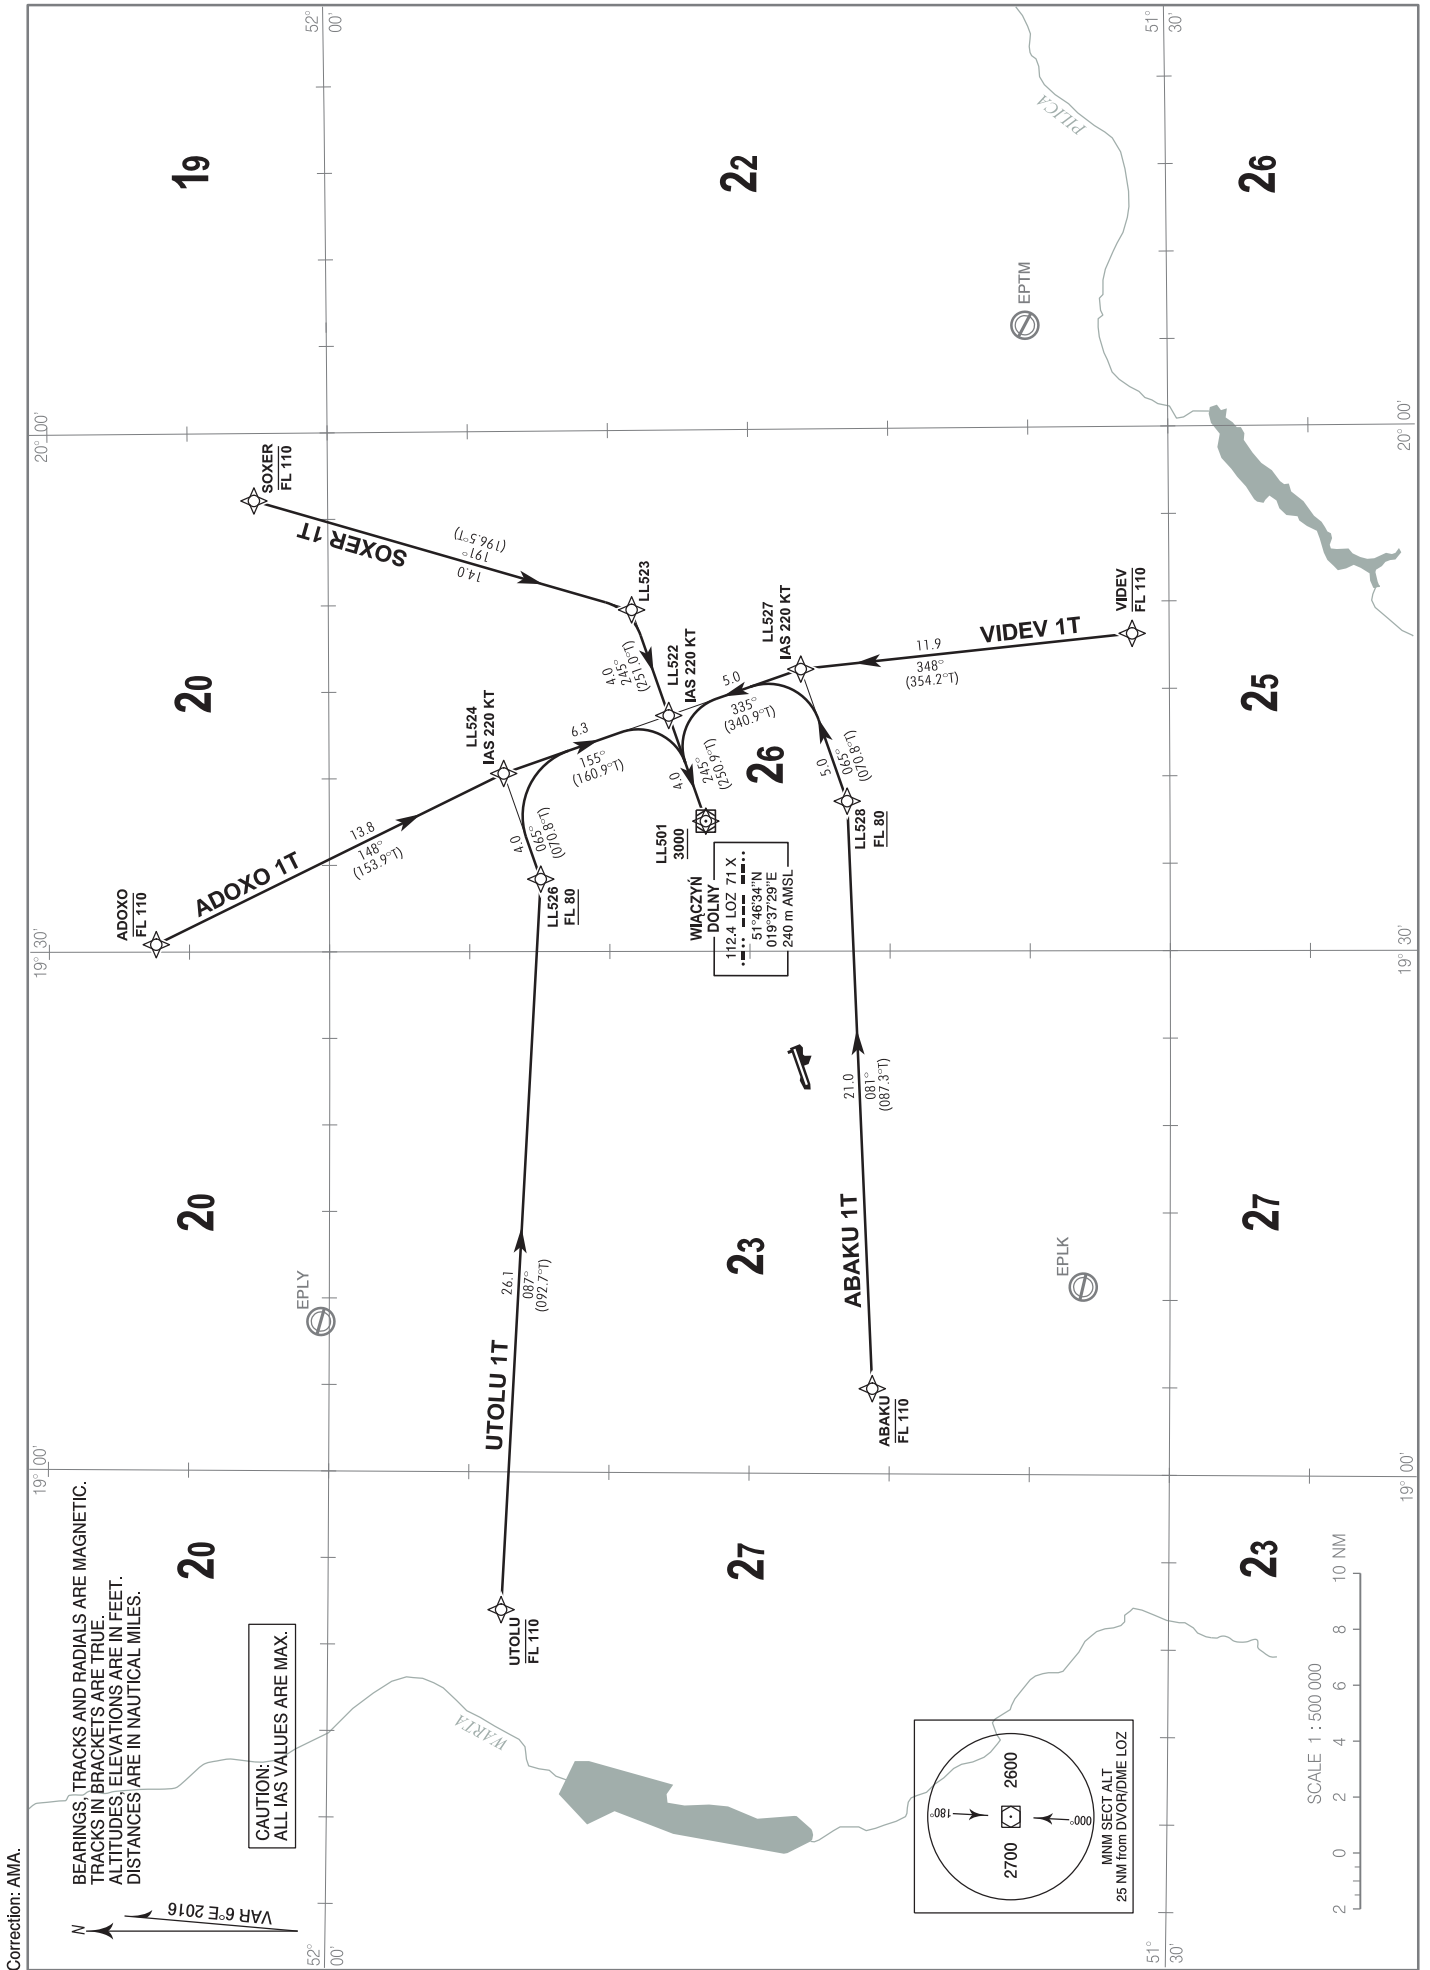 Correction: AMA.
BEARINGS, TRACKS AND RADIALS ARE MAGNETIC.
TRACKS IN BRACKETS ARE TRUE.
ALTITUDES, ELEVATIONS ARE IN FEET.
DISTANCES ARE IN NAUTICAL MILES.
N
VAR 6°E 2016
CAUTION:
ALL IAS VALUES ARE MAX.
19° 00'
19° 30'
20° 00'
52°
00'
52°
00'
51°
30'
51°
30'
19° 00'
19° 30'
20° 00'
20
20
20
19
27
23
26
22
23
27
25
26
WARTA
PILICA
EPLY
EPLK
EPTM
ADOXO
FL 110
ADOXO 1T
13.8
148°
(153.9°T)
LL524
IAS 220 KT
6.3
155°
(160.9°T)
SOXER
FL 110
SOXER 1T
14.0
191°
(196.5°T)
LL523
4.0
245°
(251.0°T)
LL522
IAS 220 KT
4.0
245°
(250.9°T)
LL501
3000
UTOLU
FL 110
UTOLU 1T
26.1
087°
(092.7°T)
LL526
FL 80
4.0
065°
(070.8°T)
ABAKU
FL 110
ABAKU 1T
21.0
081°
(087.3°T)
LL528
FL 80
5.0
065°
(070.8°T)
LL527
IAS 220 KT
5.0
335°
(340.9°T)
VIDEV
FL 110
VIDEV 1T
11.9
348°
(354.2°T)
WIĄCZYŃ
DOLNY
112.4 LOZ 71 X
51°46'34"N
019°37'29"E
240 m AMSL
180°
2700
2600
000°
MNM SECT ALT
25 NM from DVOR/DME LOZ
SCALE 1 : 500 000
2 0 2 4 6 8 10 NM